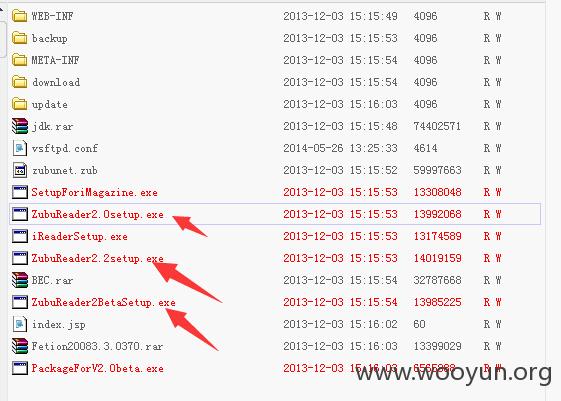 WEB-INF 2013-12-03 15:15:49 4096 R W
backup 2013-12-03 15:15:50 4096 R W
META-INF 2013-12-03 15:15:54 4096 R W
download 2013-12-03 15:15:54 4096 R W
update 2013-12-03 15:16:03 4096 R W
jdk.rar 2013-12-03 15:15:48 74402571 R W
vsftpd.conf 2014-05-26 13:25:33 4614 R W
zubunet.zub 2013-12-03 15:15:52 59997663 R W
SetupForiMagazine.exe 2013-12-03 15:15:53 13308048 R W
ZubuReader2.0setup.exe 2013-12-03 15:15:53 13992068 R W
iReaderSetup.exe 2013-12-03 15:15:53 13174589 R W
ZubuReader2.2setup.exe 2013-12-03 15:15:53 14019159 R W
BEC.rar 2013-12-03 15:15:54 32787668 R W
ZubuReader2BetaSetup.exe 2013-12-03 15:15:54 13985225 R W
index.jsp 2013-12-03 15:16:02 60 R W
Fetion20083.3.0370.rar 2013-12-03 15:16:03 13399029 R W
PackageForV2.0beta.exe 2013-12-03 15:16:03 R W
www.wooyun.org